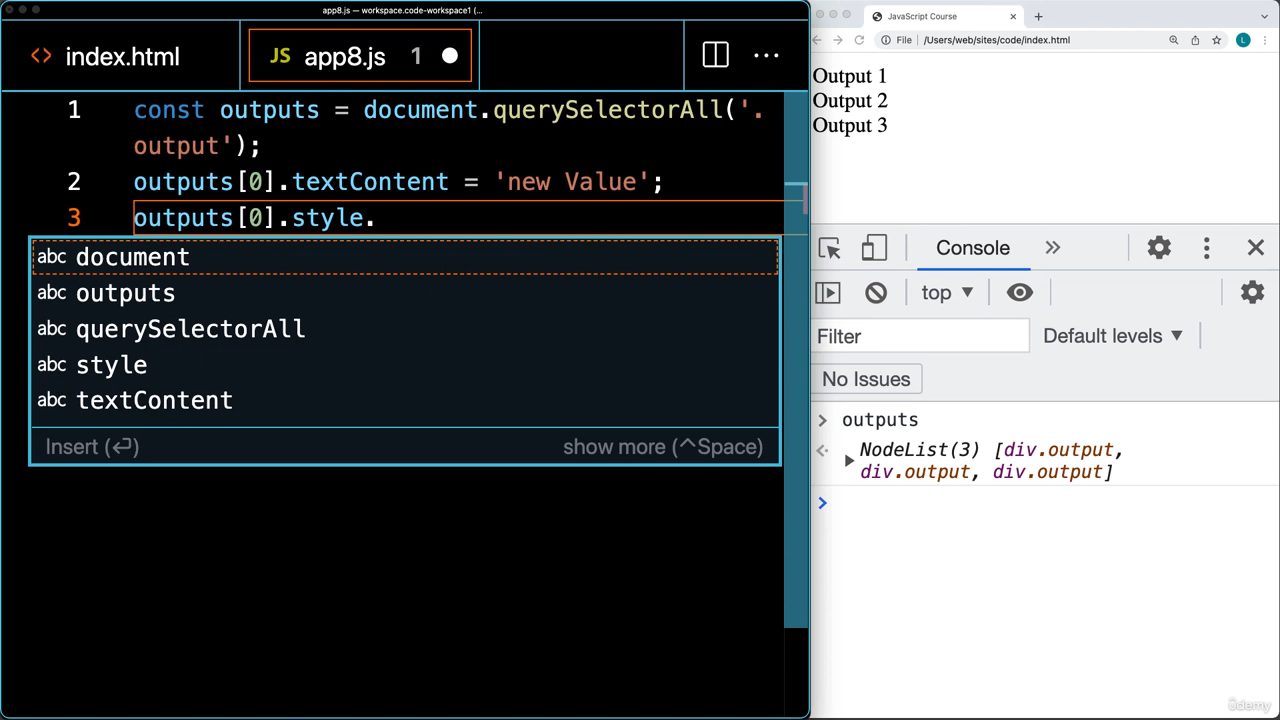 app8.js — workspace.code-workspace1 (…
index.html
JS app8.js 1
1 const outputs = document.querySelectorAll('.
output');
2 outputs[0].textContent = 'new Value';
3 outputs[0].style.
abc document
abc outputs
abc querySelectorAll
abc style
abc textContent
Insert (⏎) show more (^Space)
JavaScript Course
File /Users/web/sites/code/index.html L
Output 1
Output 2
Output 3
Console
top
Filter Default levels
No Issues
outputs
NodeList(3) [div.output,
div.output, div.output]
ûdemy